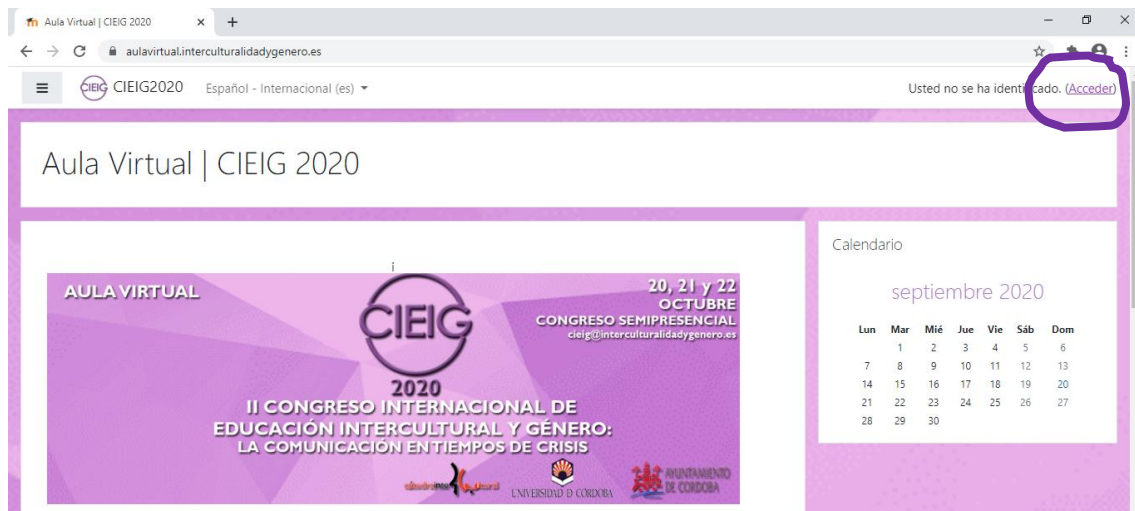 Aula Virtual | CIEIG 2020
aulavirtual.interculturalidadygenero.es
CIEIG CIEIG2020 Español - Internacional (es) Usted no se ha identificado. (Acceder)
Aula Virtual | CIEIG 2020
AULA VIRTUAL
CIEIG
2020
20, 21 y 22
OCTUBRE
CONGRESO SEMIPRESENCIAL
cieig@interculturalidadygenero.es
II CONGRESO INTERNACIONAL DE
EDUCACIÓN INTERCULTURAL Y GÉNERO:
LA COMUNICACIÓN EN TIEMPOS DE CRISIS
UNIVERSIDAD D CORDOBA
AYUNTAMIENTO
DE CORDOBA
Calendario
septiembre 2020
Lun Mar Mié Jue Vie Sáb Dom
1 2 3 4 5 6
7 8 9 10 11 12 13
14 15 16 17 18 19 20
21 22 23 24 25 26 27
28 29 30